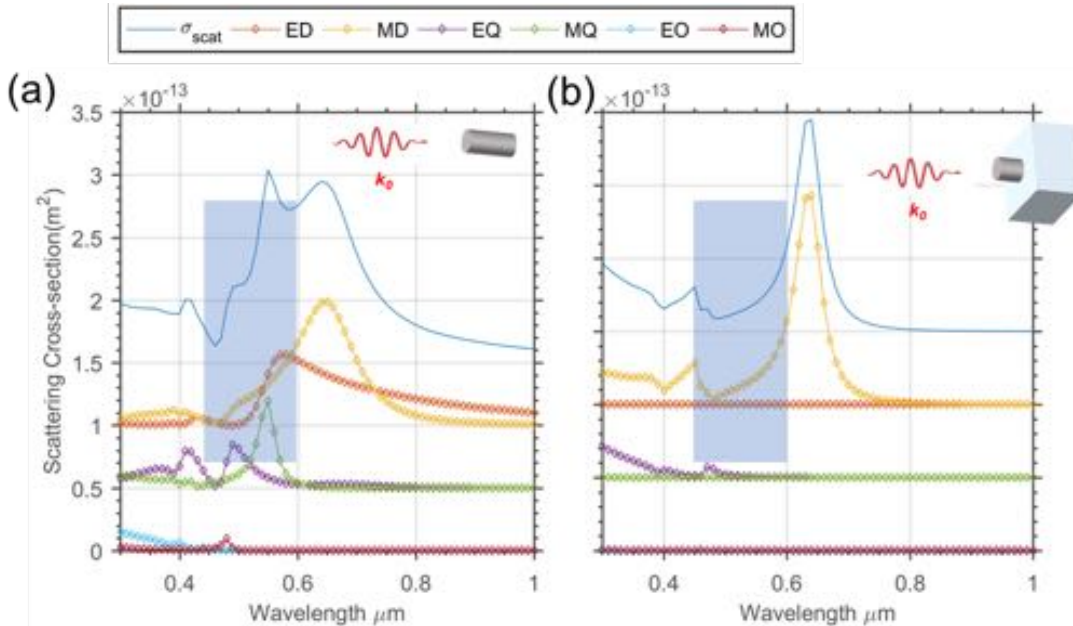 σscat ED MD EQ MQ EO MO
(a) ×10⁻¹³ (b) ×10⁻¹³
3.5
k₀ k₀
3
2.5
2
1.5
1
0.5
0
Scattering Cross-section(m²)
0.4 0.6 0.8 1 0.4 0.6 0.8 1
Wavelength μm Wavelength μm